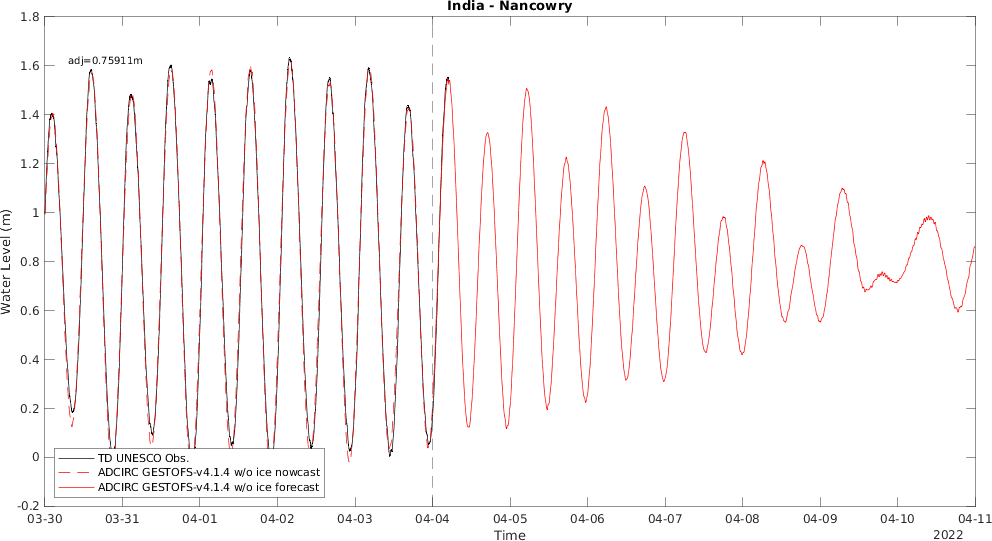 India - Nancowry
1.8
1.6
1.4
1.2
1
0.8
0.6
0.4
0.2
0
-0.2
Water Level (m)
adj=0.75911m
TD UNESCO Obs.
ADCIRC GESTOFS-v4.1.4 w/o ice nowcast
ADCIRC GESTOFS-v4.1.4 w/o ice forecast
03-30 03-31 04-01 04-02 04-03 04-04 04-05 04-06 04-07 04-08 04-09 04-10 04-11
Time
2022